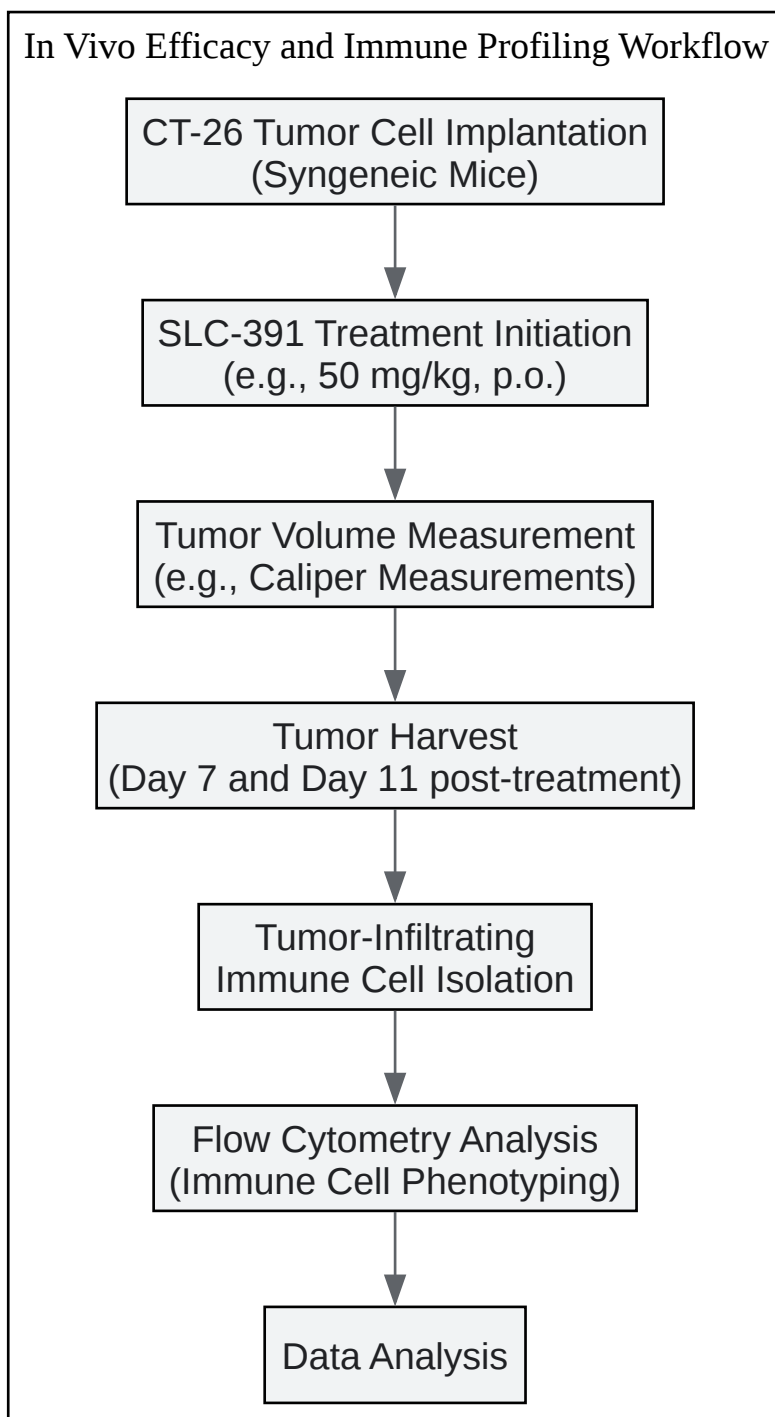 In Vivo Efficacy and Immune Profiling Workflow
CT-26 Tumor Cell Implantation
(Syngeneic Mice)
SLC-391 Treatment Initiation
(e.g., 50 mg/kg, p.o.)
Tumor Volume Measurement
(e.g., Caliper Measurements)
Tumor Harvest
(Day 7 and Day 11 post-treatment)
Tumor-Infiltrating
Immune Cell Isolation
Flow Cytometry Analysis
(Immune Cell Phenotyping)
Data Analysis